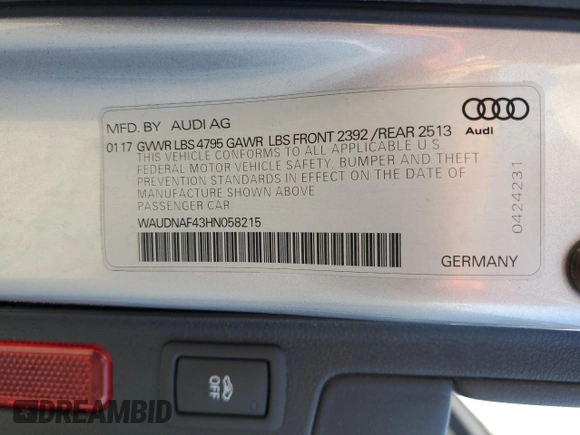 MFD. BY AUDI AG
Audi
01 17 GVWR LBS 4795 GAWR LBS FRONT 2392 /REAR 2513
THIS VEHICLE CONFORMS TO ALL APPLICABLE U S
FEDERAL MOTOR VEHICLE SAFETY, BUMPER AND THEFT
PREVENTION STANDARDS IN EFFECT ON THE DATE OF
MANUFACTURE SHOWN ABOVE
PASSENGER CAR
WAUDNAF43HN058215
0424231
GERMANY
OFF
DREAMBID